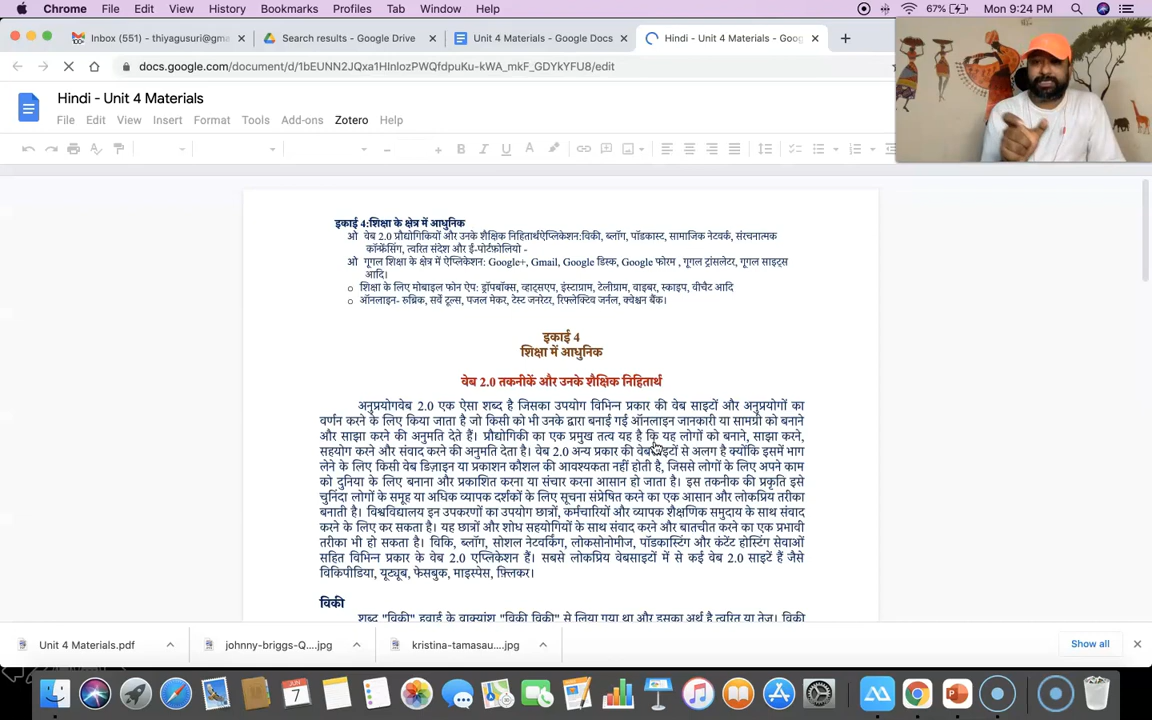 Chrome File Edit View History Bookmarks Profiles Tab Window Help 67% Mon 9:24 PM
Inbox (551) - thiyagusuri@gma Search results - Google Drive Unit 4 Materials - Google Docs Hindi - Unit 4 Materials - Goog
docs.google.com/document/d/1bEUNN2JQxa1HlnlozPWQfdpuKu-kWA_mkF_GDYkYFU8/edit
Hindi - Unit 4 Materials
File Edit View Insert Format Tools Add-ons Zotero Help
इकाई 4:शिक्षा के क्षेत्र में आधुनिक
ओ वेब 2.0 प्रौद्योगिकियों और उनके शैक्षिक निहितार्थऐप्लिकेशन:विकी, ब्लॉग, पॉडकास्ट, सामाजिक नेटवर्क, संरचनात्मक
कॉन्फ्रेंसिंग, त्वरित संदेश और ई-पोर्टफ़ोलियो -
ओ गूगल शिक्षा के क्षेत्र में ऐप्लिकेशन: Google+, Gmail, Google डिस्क, Google फोरम , गूगल ट्रांसलेटर, गूगल साइट्स
आदि।
o शिक्षा के लिए मोबाइल फोन ऐप: ड्रॉपबॉक्स, व्हाट्सएप, इंस्टाग्राम, टेलीग्राम, वाइबर, स्काइप, वीचैट आदि
o ऑनलाइन- रुब्रिक, सर्वे टूल्स, पजल मेकर, टेस्ट जनरेटर, रिफ्लेक्टिव जर्नल, क्वेश्चन बैंक।
इकाई 4
शिक्षा में आधुनिक
वेब 2.0 तकनीकें और उनके शैक्षिक निहितार्थ
अनुप्रयोगवेब 2.0 एक ऐसा शब्द है जिसका उपयोग विभिन्न प्रकार की वेब साइटों और अनुप्रयोगों का
वर्णन करने के लिए किया जाता है जो किसी को भी उनके द्वारा बनाई गई ऑनलाइन जानकारी या सामग्री को बनाने
और साझा करने की अनुमति देते हैं। प्रौद्योगिकी का एक प्रमुख तत्व यह है कि यह लोगों को बनाने, साझा करने,
सहयोग करने और संवाद करने की अनुमति देता है। वेब 2.0 अन्य प्रकार की वेबसाइटों से अलग है क्योंकि इसमें भाग
लेने के लिए किसी वेब डिज़ाइन या प्रकाशन कौशल की आवश्यकता नहीं होती है, जिससे लोगों के लिए अपने काम
को दुनिया के लिए बनाना और प्रकाशित करना या संचार करना आसान हो जाता है। इस तकनीक की प्रकृति इसे
चुनिंदा लोगों के समूह या अधिक व्यापक दर्शकों के लिए सूचना संप्रेषित करने का एक आसान और लोकप्रिय तरीका
बनाती है। विश्वविद्यालय इन उपकरणों का उपयोग छात्रों, कर्मचारियों और व्यापक शैक्षणिक समुदाय के साथ संवाद
करने के लिए कर सकता है। यह छात्रों और शोध सहयोगियों के साथ संवाद करने और बातचीत करने का एक प्रभावी
तरीका भी हो सकता है। विकि, ब्लॉग, सोशल नेटवर्किंग, लोकसोनोमीज, पॉडकास्टिंग और कंटेंट होस्टिंग सेवाओं
सहित विभिन्न प्रकार के वेब 2.0 एप्लिकेशन हैं। सबसे लोकप्रिय वेबसाइटों में से कई वेब 2.0 साइटें हैं जैसे
विकिपीडिया, यूट्यूब, फेसबुक, माइस्पेस, फ़्लिकर।
विकी
शब्द "विकी" हवाई के वाक्यांश "विकी विकी" से लिया गया था और इसका अर्थ है त्वरित या तेज। विकी
Unit 4 Materials.pdf johnny-briggs-Q....jpg kristina-tamasau....jpg Show all
JUN
7